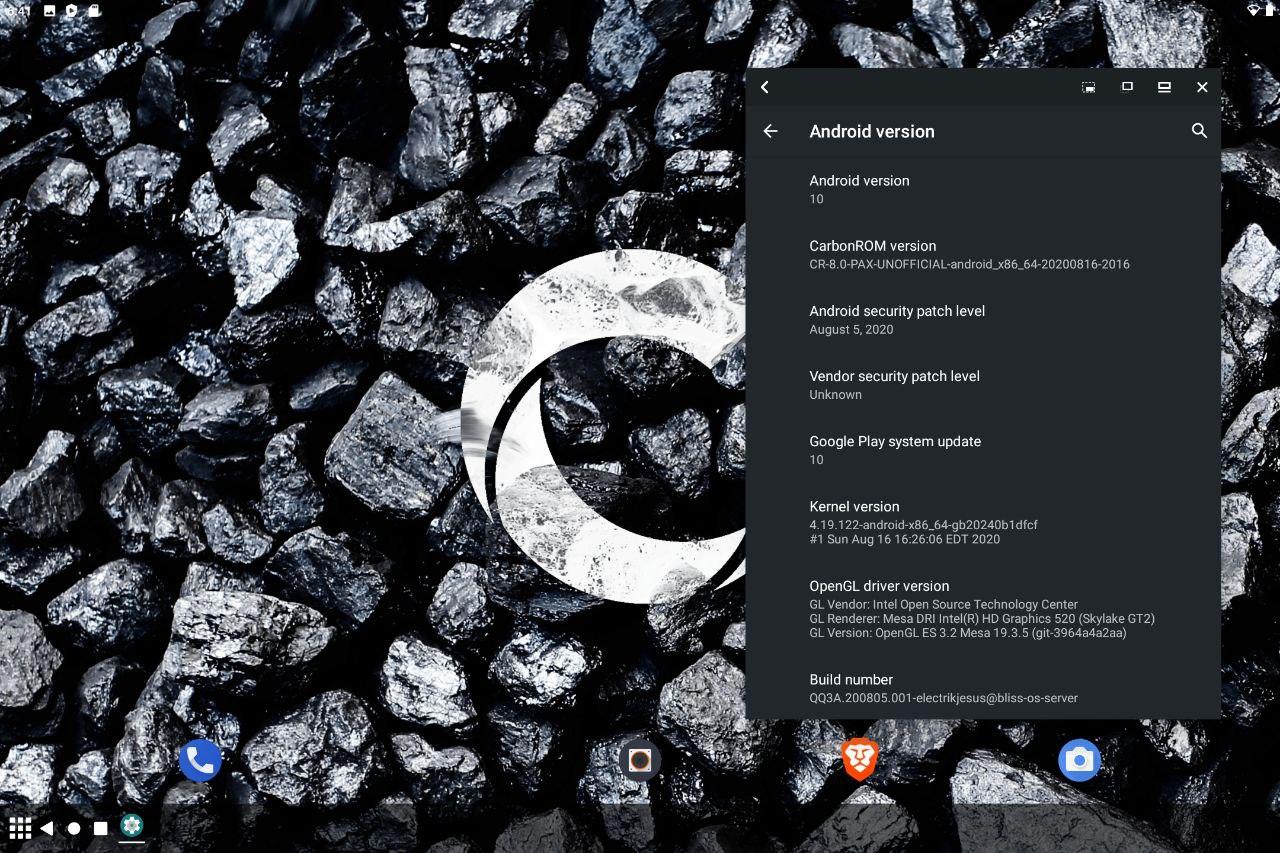 6:41
Android version
Android version
10
CarbonROM version
CR-8.0-PAX-UNOFFICIAL-android_x86_64-20200816-2016
Android security patch level
August 5, 2020
Vendor security patch level
Unknown
Google Play system update
10
Kernel version
4.19.122-android-x86_64-gb20240b1dfcf
#1 Sun Aug 16 16:26:06 EDT 2020
OpenGL driver version
GL Vendor: Intel Open Source Technology Center
GL Renderer: Mesa DRI Intel(R) HD Graphics 520 (Skylake GT2)
GL Version: OpenGL ES 3.2 Mesa 19.3.5 (git-3964a4a2aa)
Build number
QQ3A.200805.001-electrikjesus@bliss-os-server